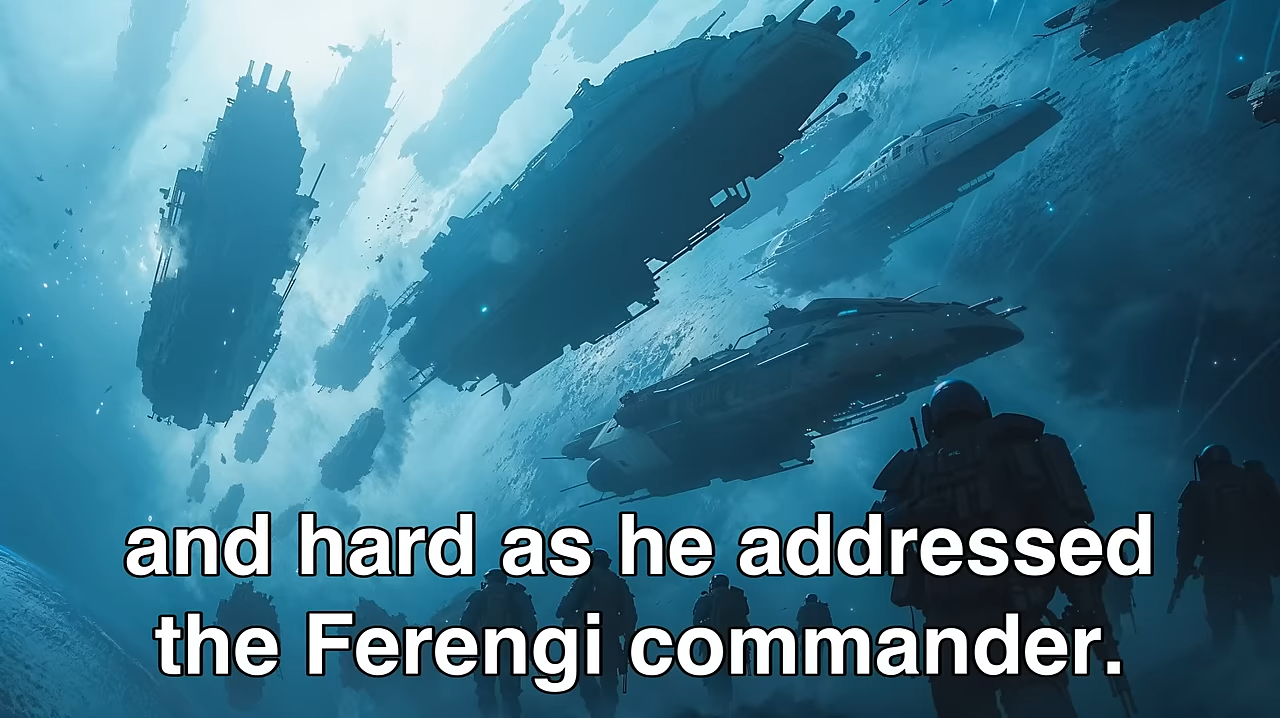 and hard as he addressed
the Ferengi commander.